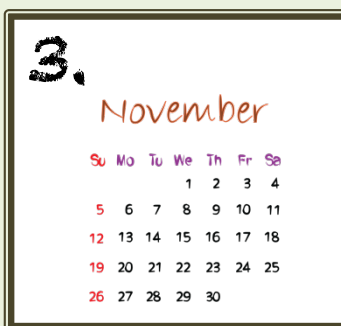 3.
November
Su Mo Tu We Th Fr Sa
1 2 3 4
5 6 7 8 9 10 11
12 13 14 15 16 17 18
19 20 21 22 23 24 25
26 27 28 29 30